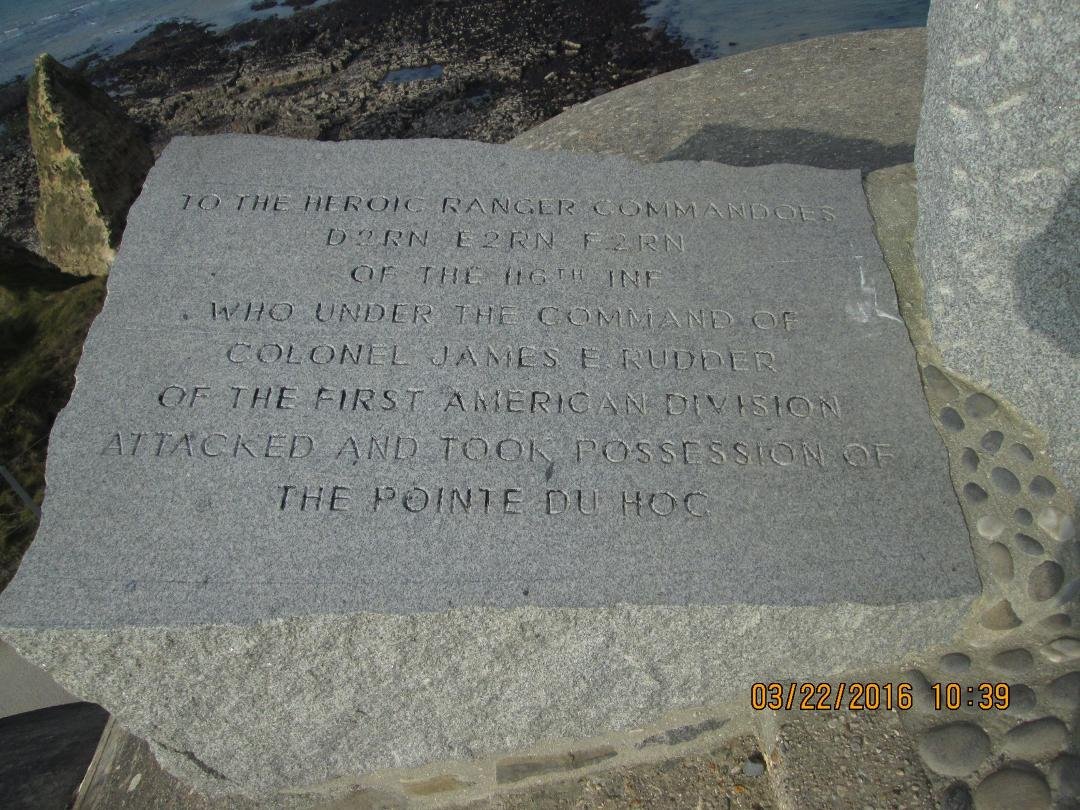 TO THE HEROIC RANGER COMMANDOES
D2RN E2RN F2RN
OF THE 116TH INF
WHO UNDER THE COMMAND OF
COLONEL JAMES E. RUDDER
OF THE FIRST AMERICAN DIVISION
ATTACKED AND TOOK POSSESSION OF
THE POINTE DU HOC
03/22/2016 10:39